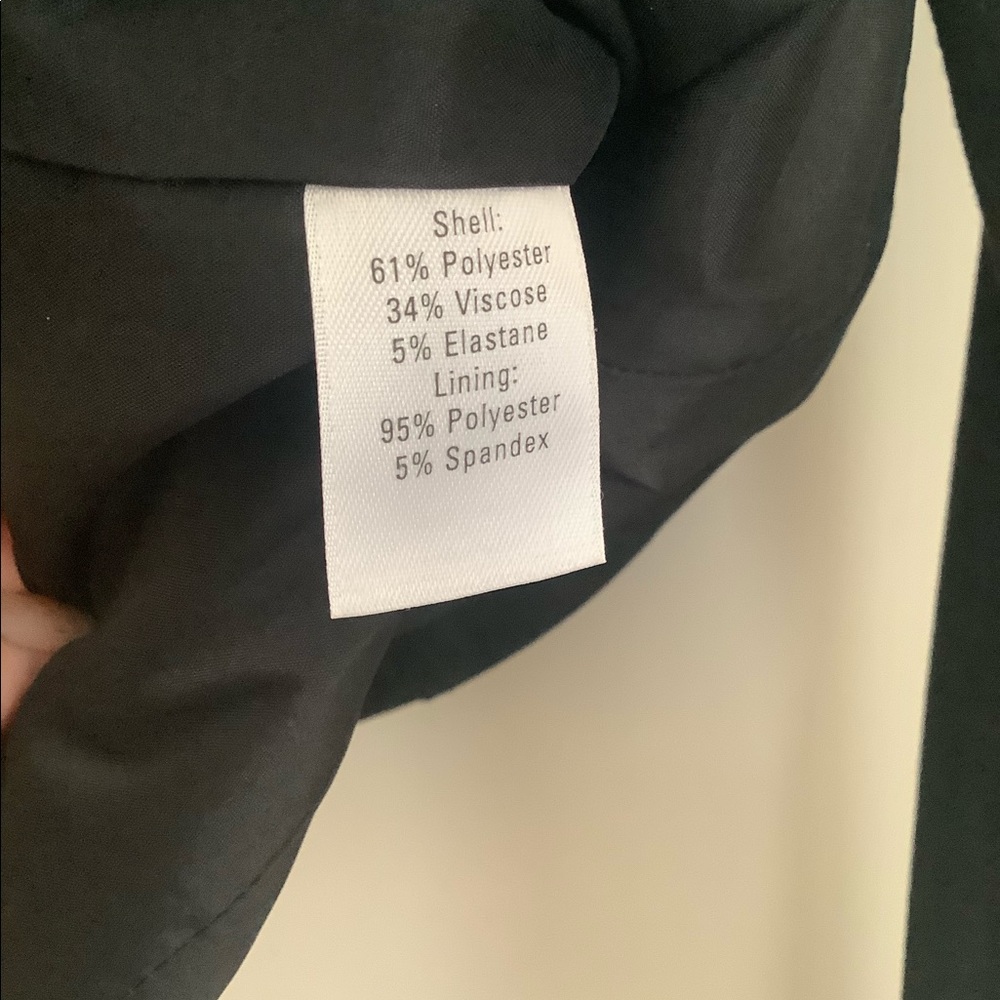 Shell:
61% Polyester
34% Viscose
5% Elastane
Lining:
95% Polyester
5% Spandex